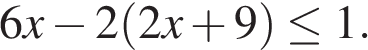 6x − 2(2x + 9) ≤ 1.